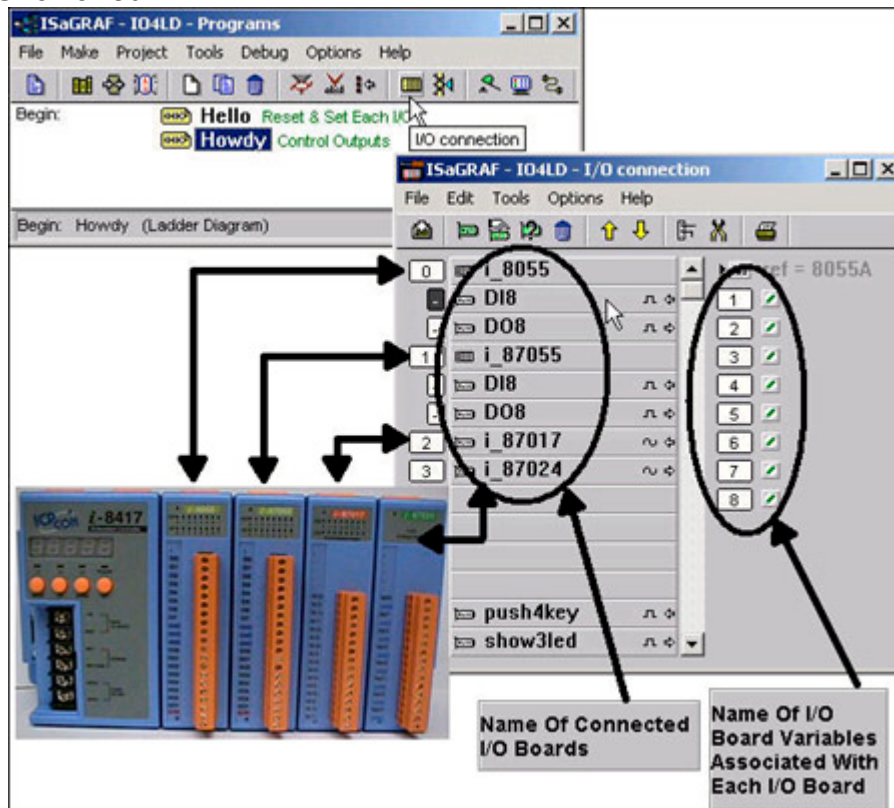 ISaGRAF - IO4LD - Programs
File Make Project Tools Debug Options Help
Begin:
Hello Reset & Set Each I/O
Howdy Control Outputs
I/O connection
Begin: Howdy (Ladder Diagram)
ISaGRAF - IO4LD - I/O connection
File Edit Tools Options Help
0 i_8055
- DI8
- DO8
1 i_87055
- DI8
- DO8
2 i_87017
3 i_87024
push4key
show3led
ref = 8055A
1
2
3
4
5
6
7
8
i-8417
Name Of Connected
I/O Boards
Name Of I/O
Board Variables
Associated With
Each I/O Board